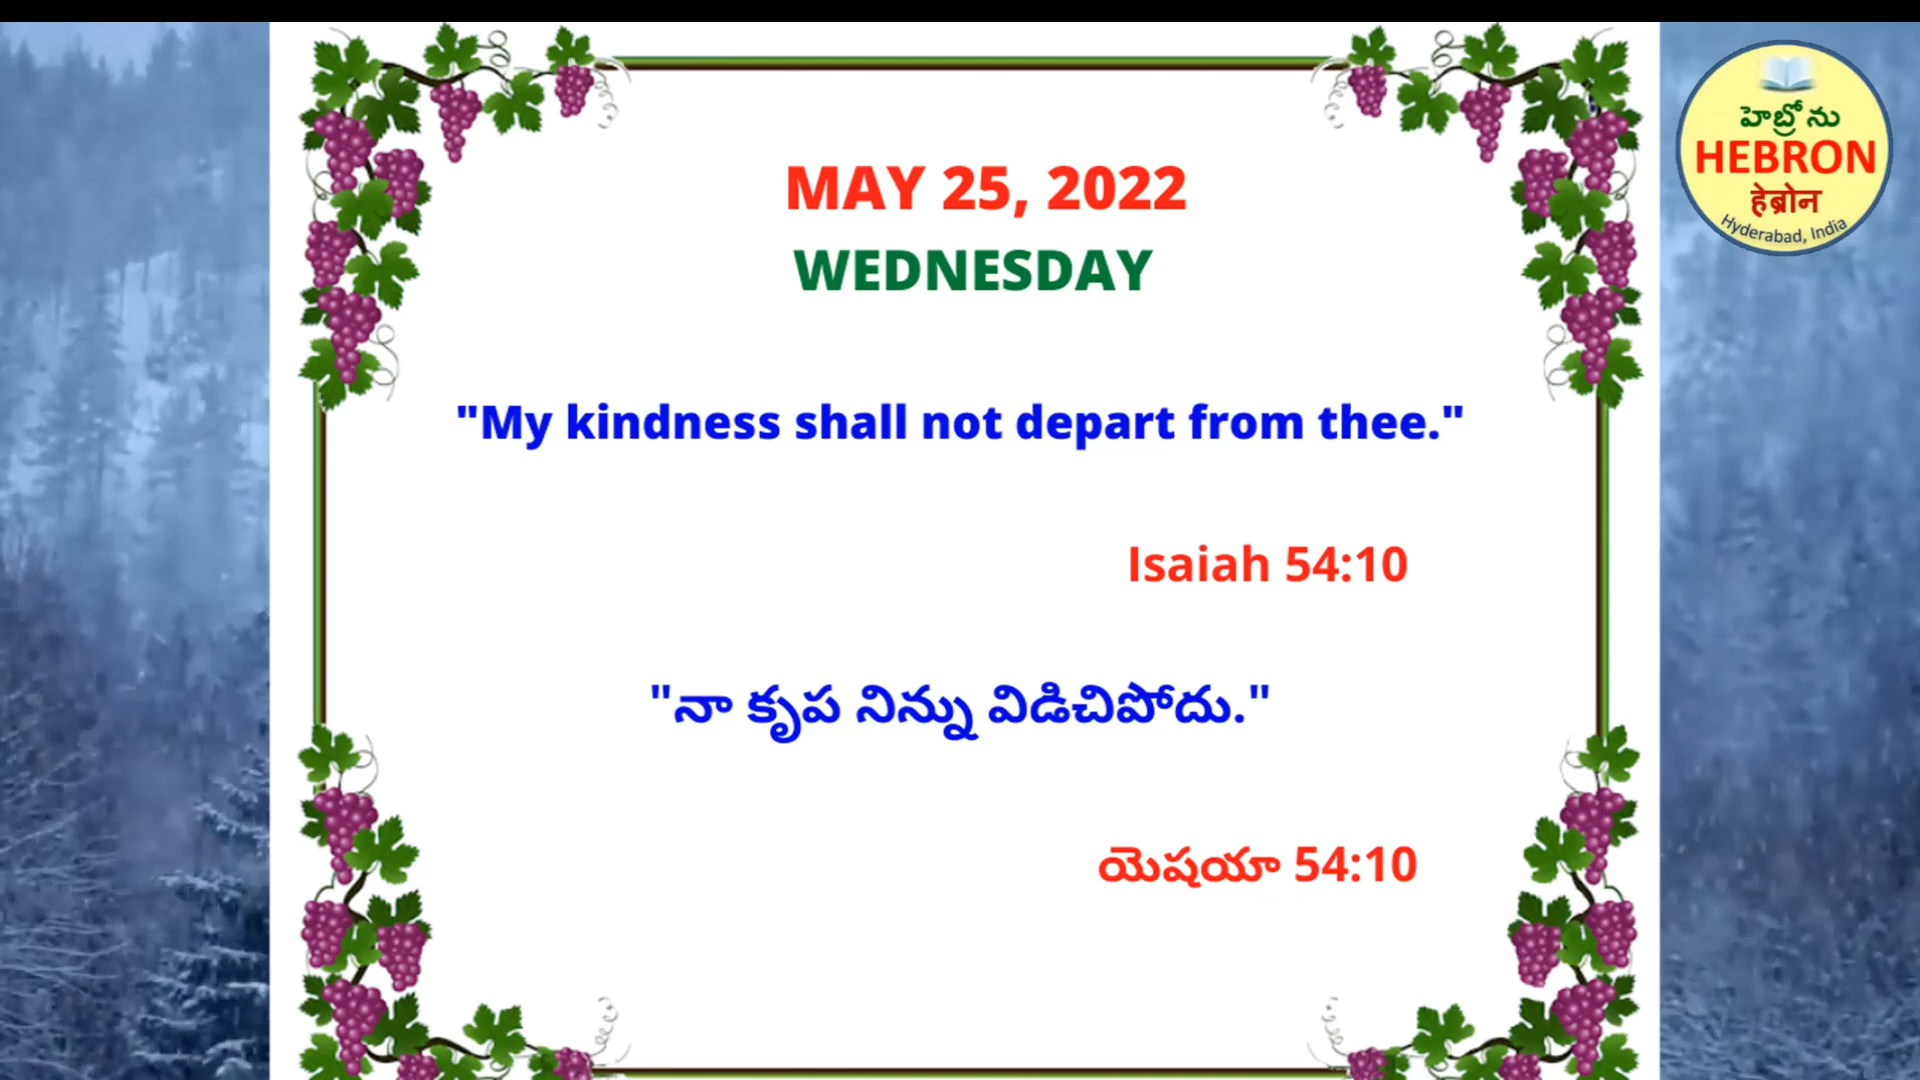 MAY 25, 2022
WEDNESDAY
"My kindness shall not depart from thee."
Isaiah 54:10
"నా కృప నిన్ను విడిచిపోదు."
యెషయా 54:10
హెబ్రోను
HEBRON
हेब्रोन
Hyderabad, India